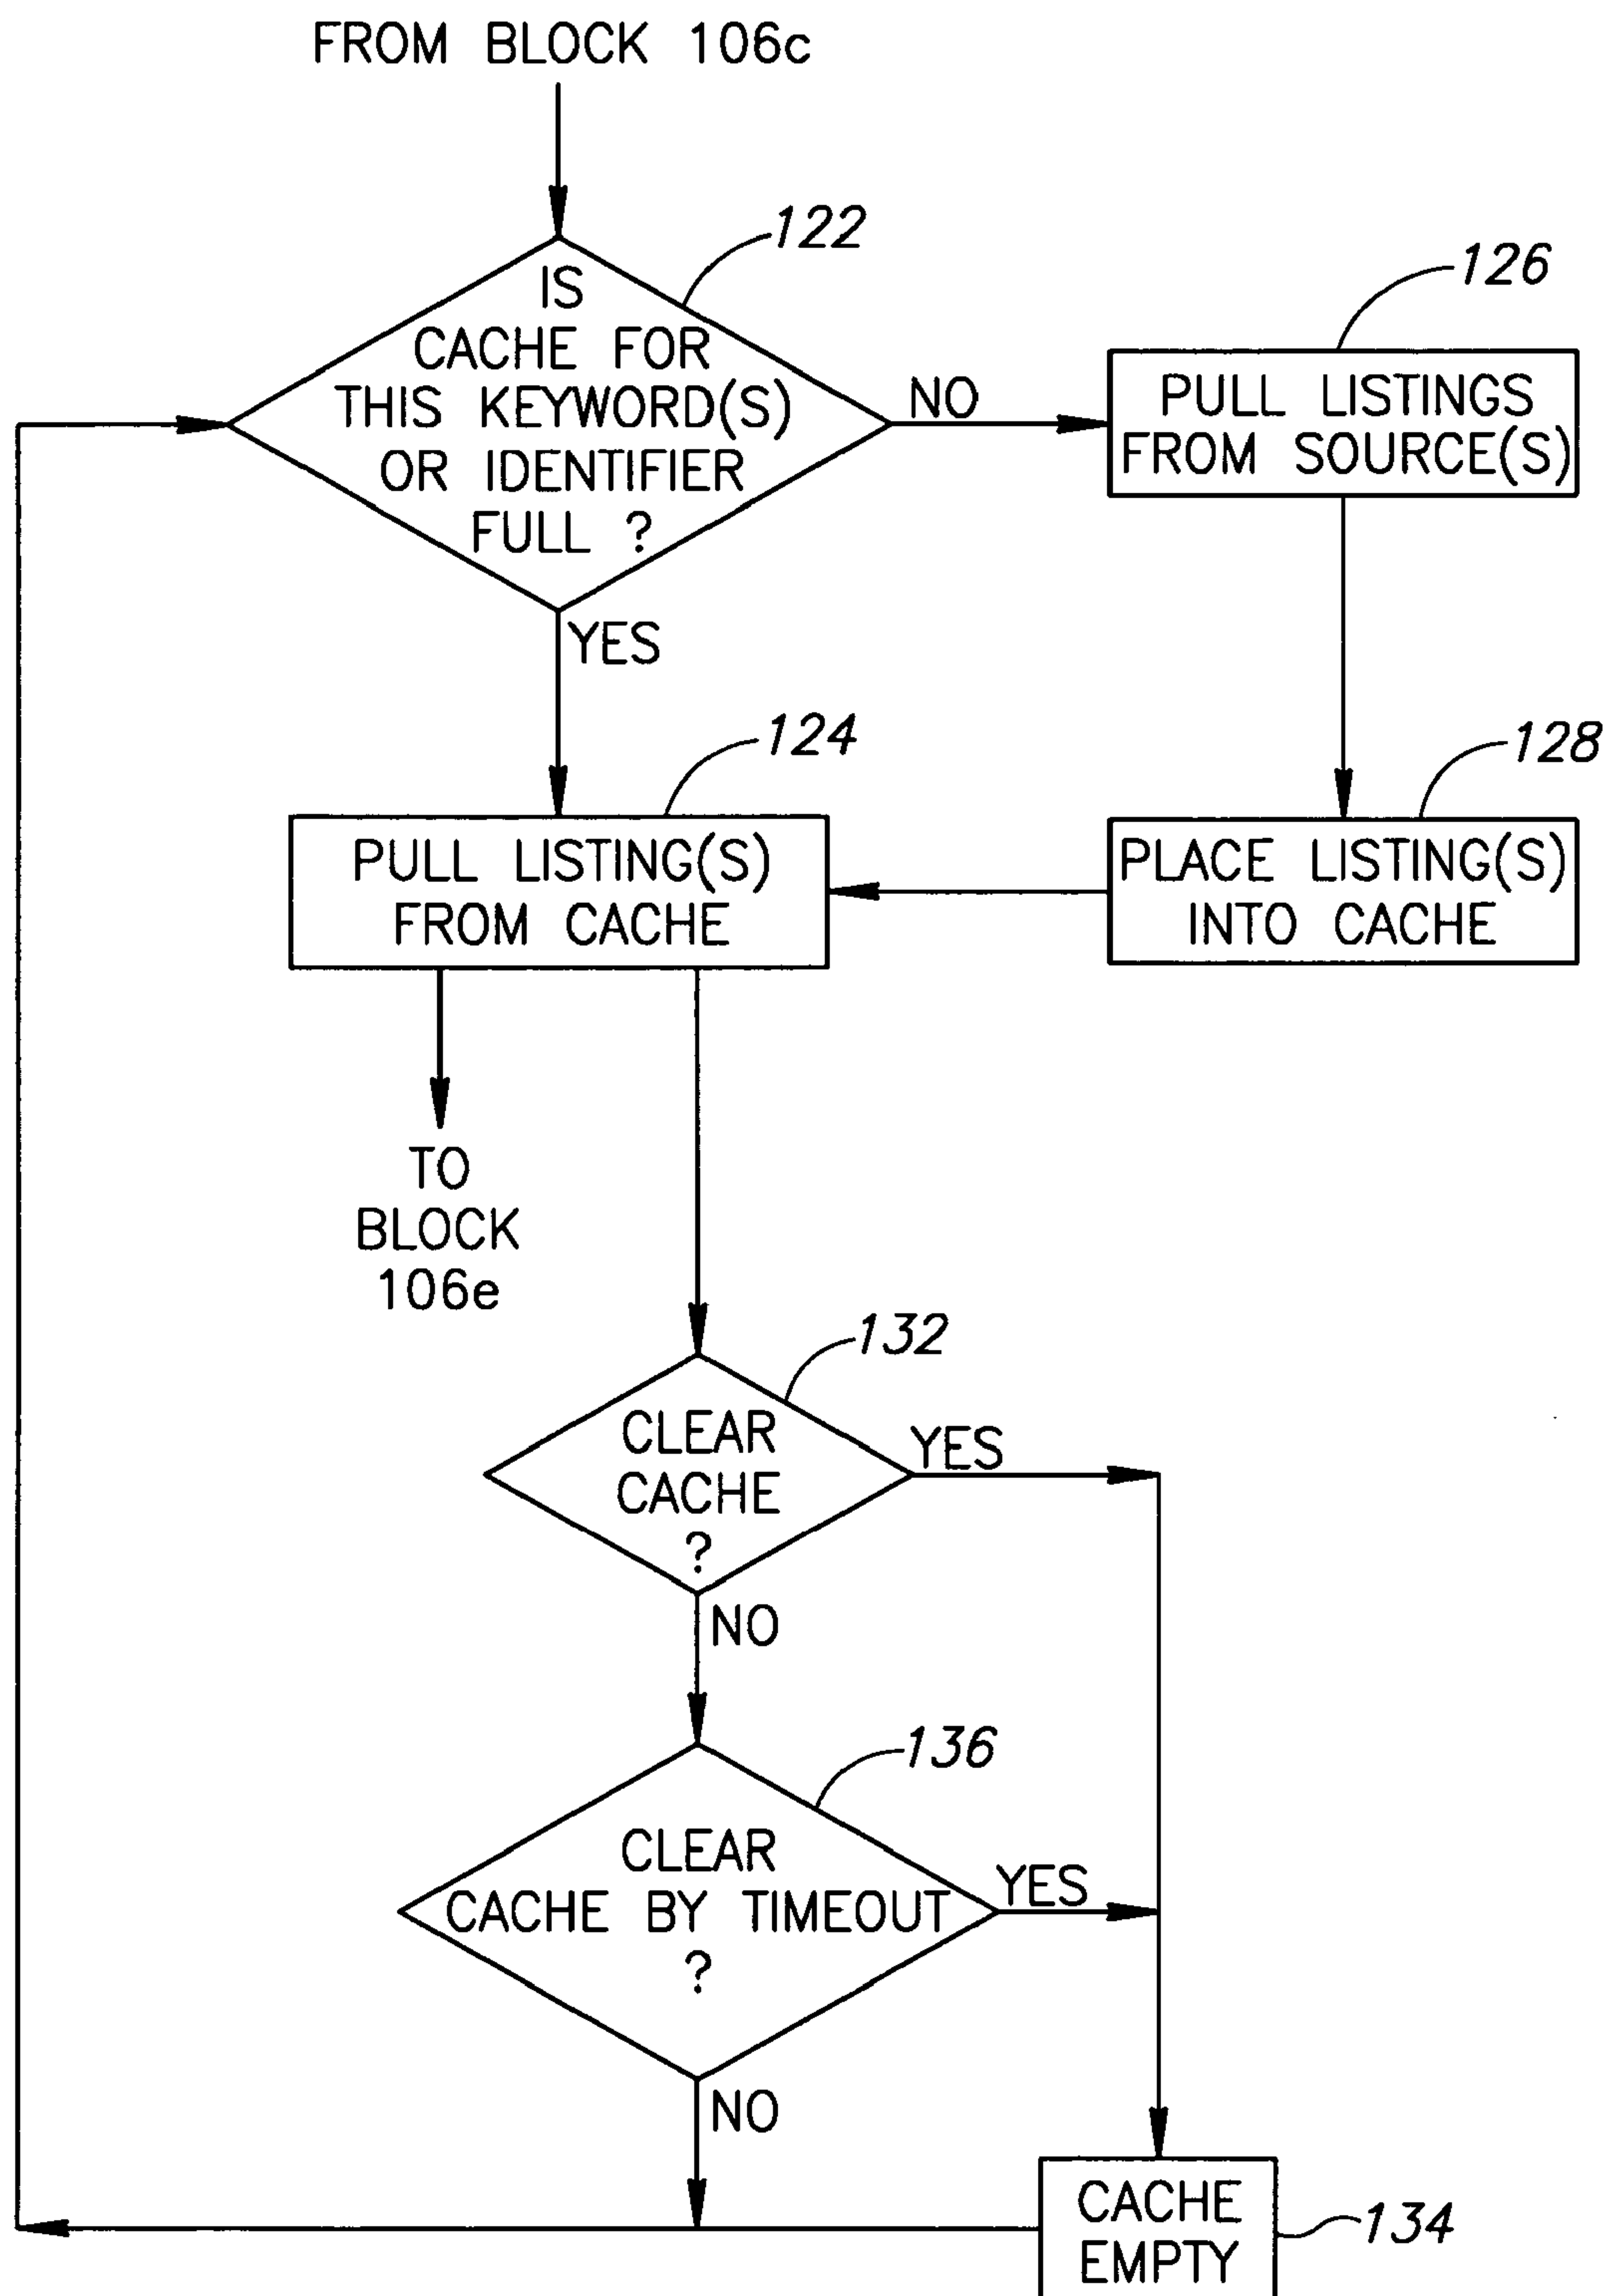 FROM BLOCK 106c
122
IS
CACHE FOR
THIS KEYWORD(S)
OR IDENTIFIER
FULL ?
NO
YES
126
PULL LISTINGS
FROM SOURCE(S)
124
PULL LISTING(S)
FROM CACHE
128
PLACE LISTING(S)
INTO CACHE
TO
BLOCK
106e
132
CLEAR
CACHE
?
YES
NO
136
CLEAR
CACHE BY TIMEOUT
?
YES
NO
CACHE
EMPTY
134